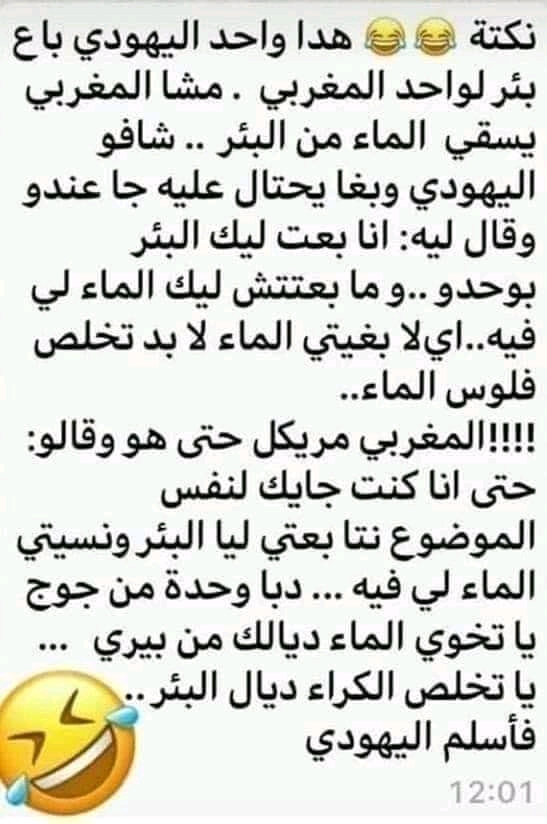 نكتة 😂😂 هدا واحد اليهودي باع
بئر لواحد المغربي . مشا المغربي
يسقي الماء من البئر .. شافو
اليهودي وبغا يحتال عليه جا عندو
وقال ليه: انا بعت ليك البئر
بوحدو ..و ما بعتتش ليك الماء لي
فيه..اي لا بغيتي الماء لا بد تخلص
فلوس الماء..
!!!!المغربي مريكل حتى هو وقالو:
حتى انا كنت جايك لنفس
الموضوع نتا بعتي ليا البئر ونسيتي
الماء لي فيه ... دبا وحدة من جوج
يا تخوي الماء ديالك من بيري ...
يا تخلص الكراء ديال البئر ..
فأسلم اليهودي
12:01